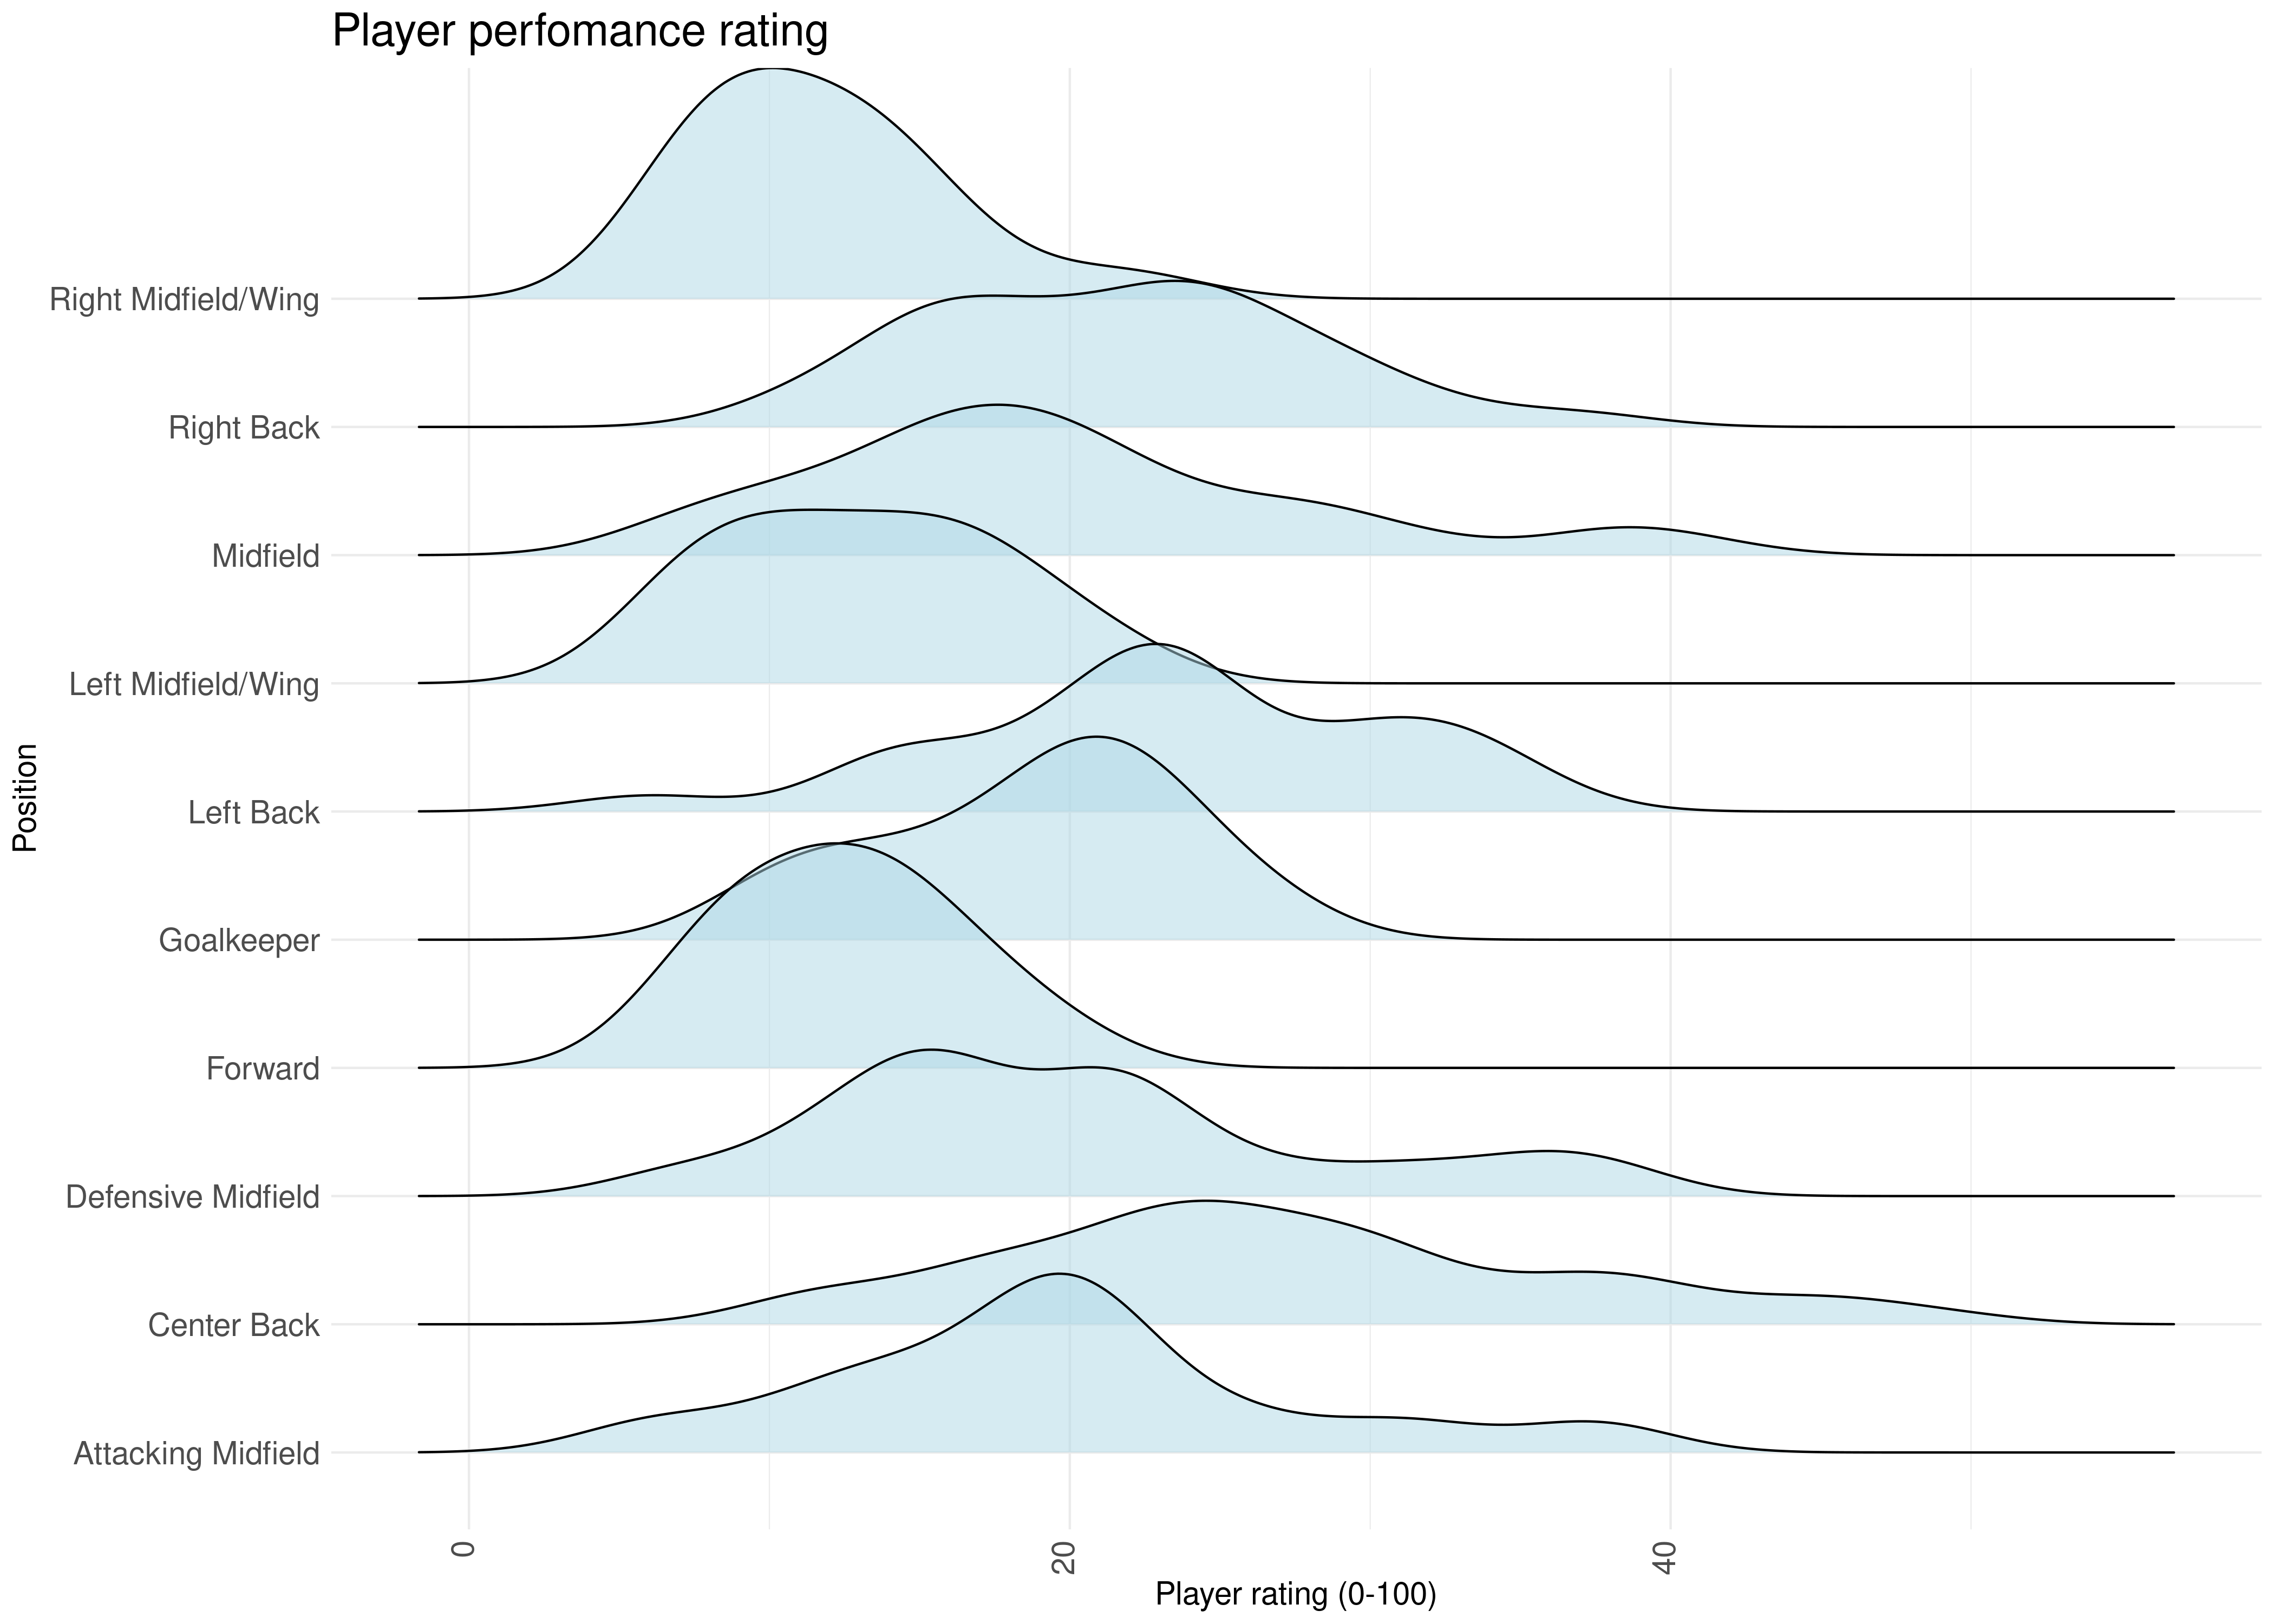 Player perfomance rating
Right Midfield/Wing
Right Back
Midfield
Left Midfield/Wing
Left Back
Goalkeeper
Forward
Defensive Midfield
Center Back
Attacking Midfield
Position
0
20
40
Player rating (0-100)